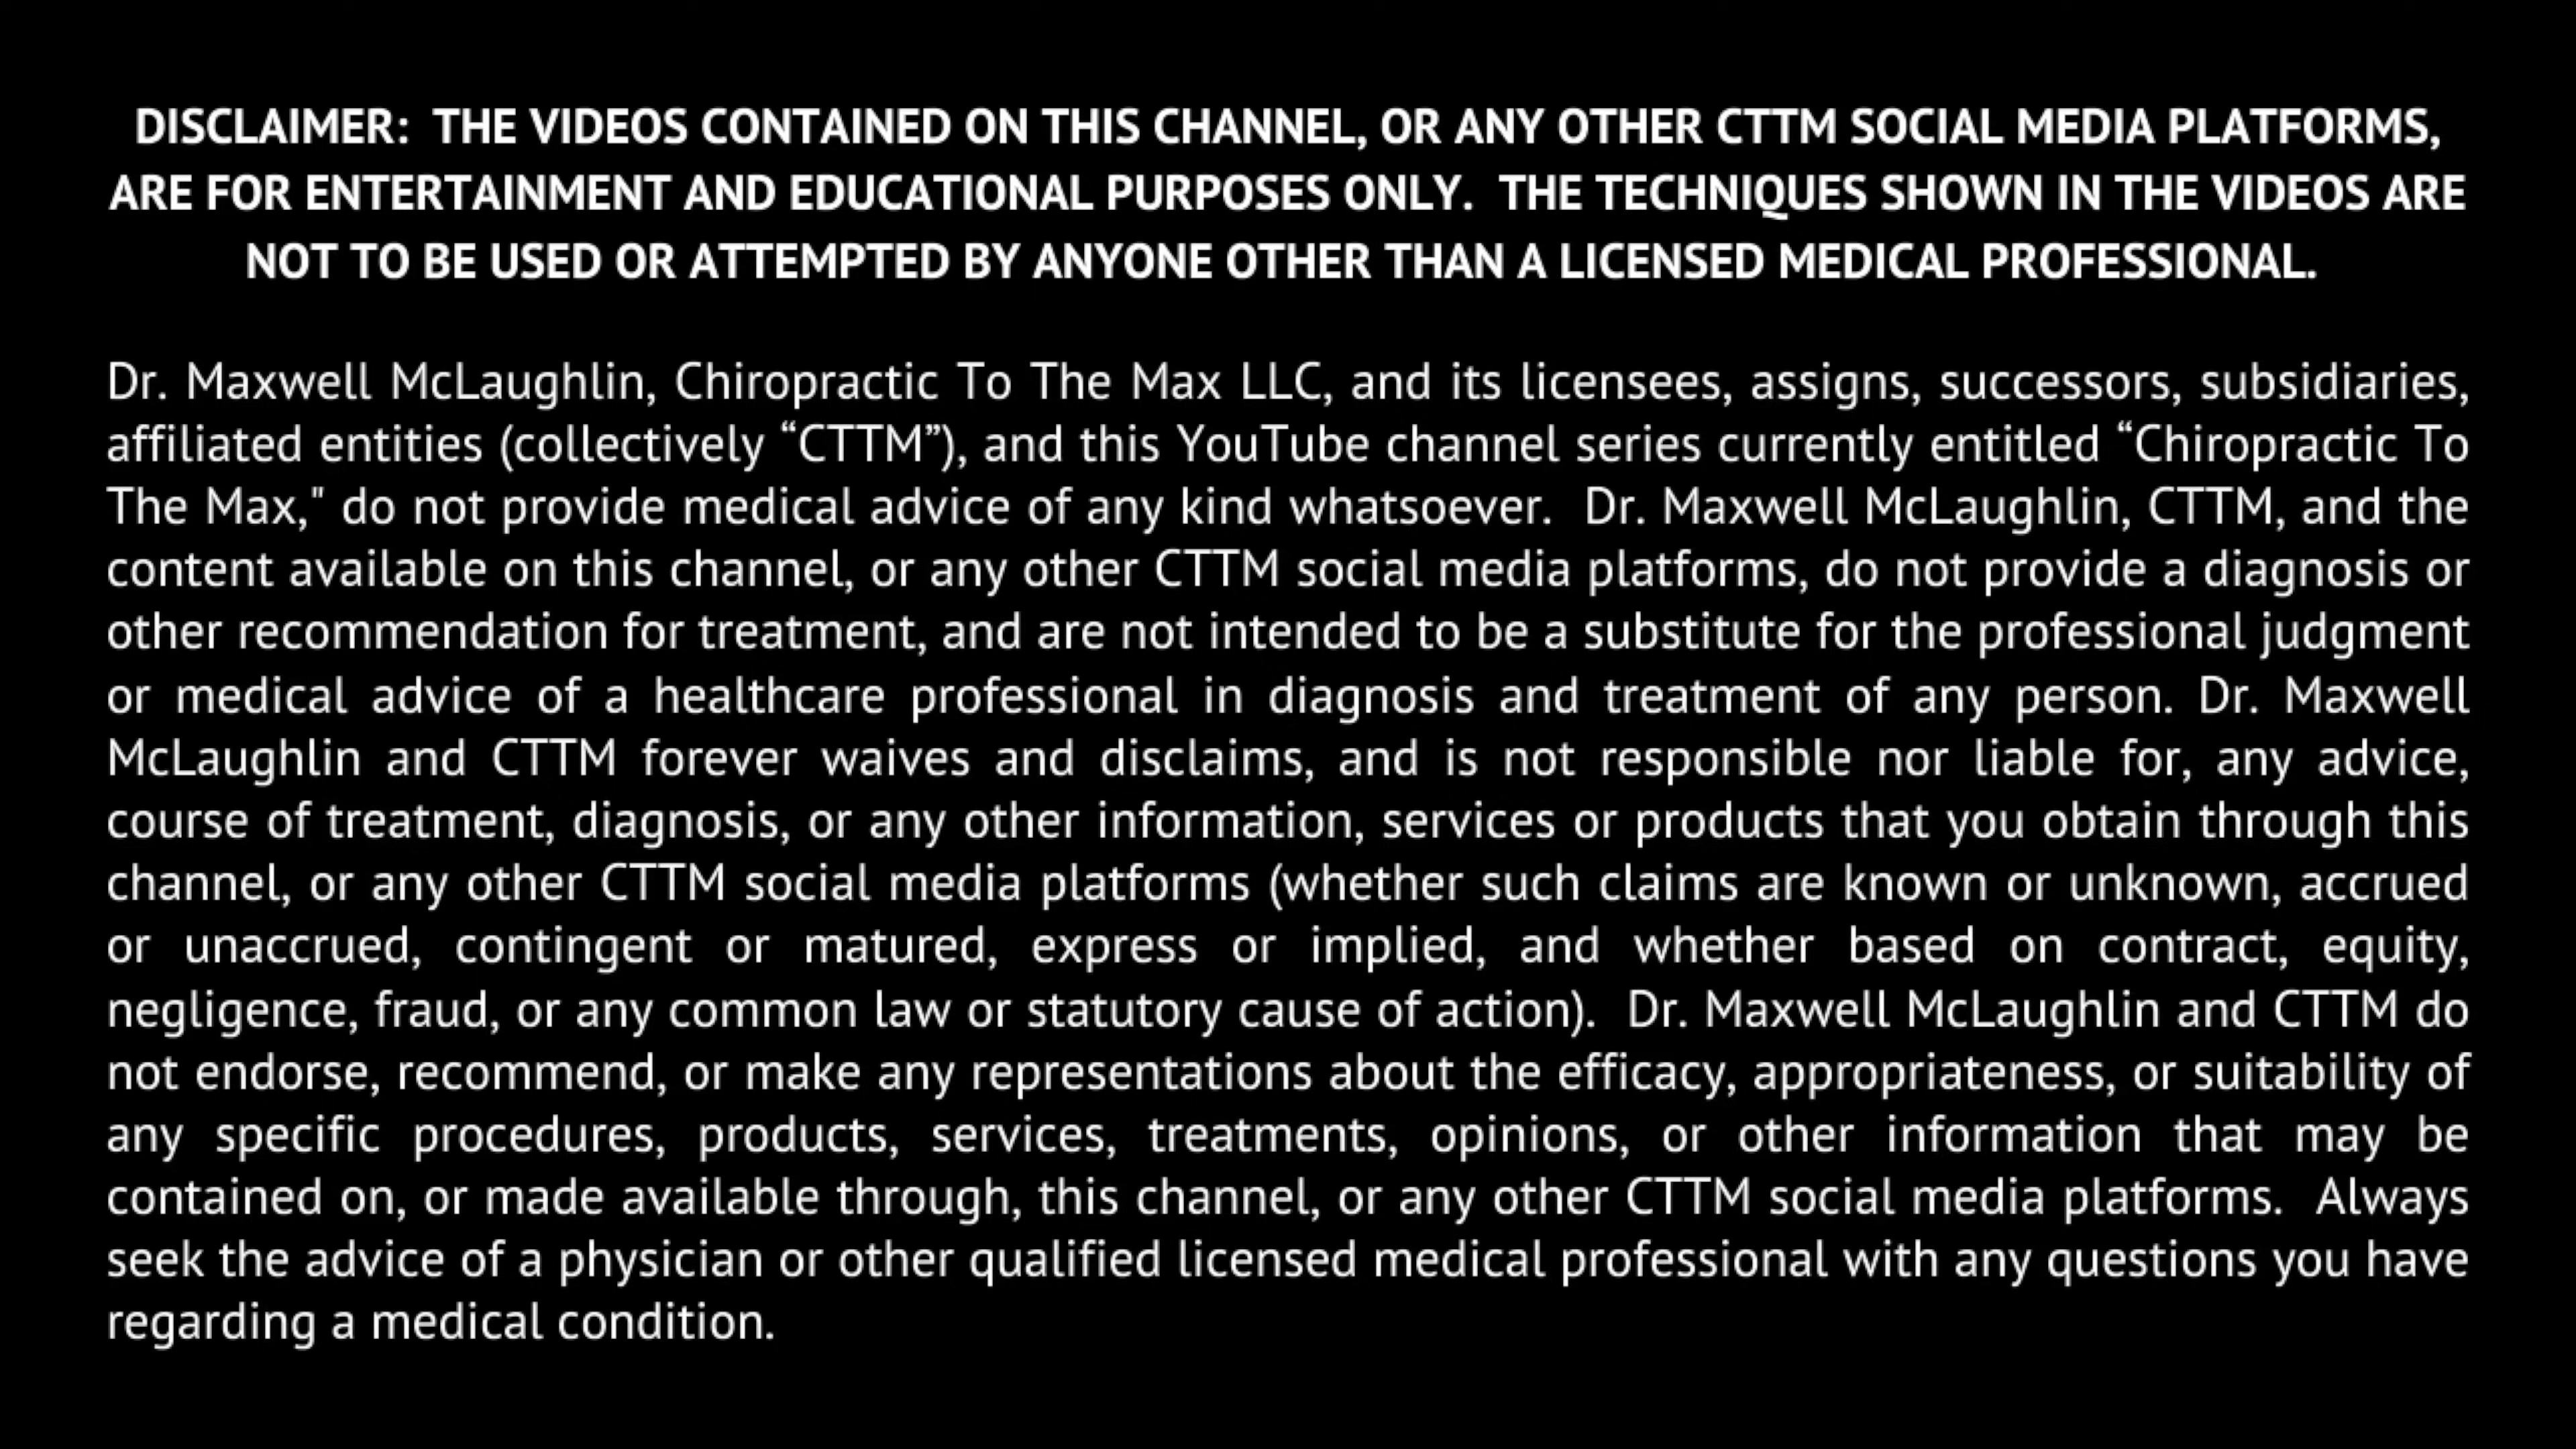 DISCLAIMER:  THE VIDEOS CONTAINED ON THIS CHANNEL, OR ANY OTHER CTTM SOCIAL MEDIA PLATFORMS,
ARE FOR ENTERTAINMENT AND EDUCATIONAL PURPOSES ONLY.  THE TECHNIQUES SHOWN IN THE VIDEOS ARE
NOT TO BE USED OR ATTEMPTED BY ANYONE OTHER THAN A LICENSED MEDICAL PROFESSIONAL.
Dr. Maxwell McLaughlin, Chiropractic To The Max LLC, and its licensees, assigns, successors, subsidiaries,
affiliated entities (collectively “CTTM”), and this YouTube channel series currently entitled “Chiropractic To
The Max," do not provide medical advice of any kind whatsoever.  Dr. Maxwell McLaughlin, CTTM, and the
content available on this channel, or any other CTTM social media platforms, do not provide a diagnosis or
other recommendation for treatment, and are not intended to be a substitute for the professional judgment
or medical advice of a healthcare professional in diagnosis and treatment of any person. Dr. Maxwell
McLaughlin and CTTM forever waives and disclaims, and is not responsible nor liable for, any advice,
course of treatment, diagnosis, or any other information, services or products that you obtain through this
channel, or any other CTTM social media platforms (whether such claims are known or unknown, accrued
or unaccrued, contingent or matured, express or implied, and whether based on contract, equity,
negligence, fraud, or any common law or statutory cause of action).  Dr. Maxwell McLaughlin and CTTM do
not endorse, recommend, or make any representations about the efficacy, appropriateness, or suitability of
any specific procedures, products, services, treatments, opinions, or other information that may be
contained on, or made available through, this channel, or any other CTTM social media platforms.  Always
seek the advice of a physician or other qualified licensed medical professional with any questions you have
regarding a medical condition.